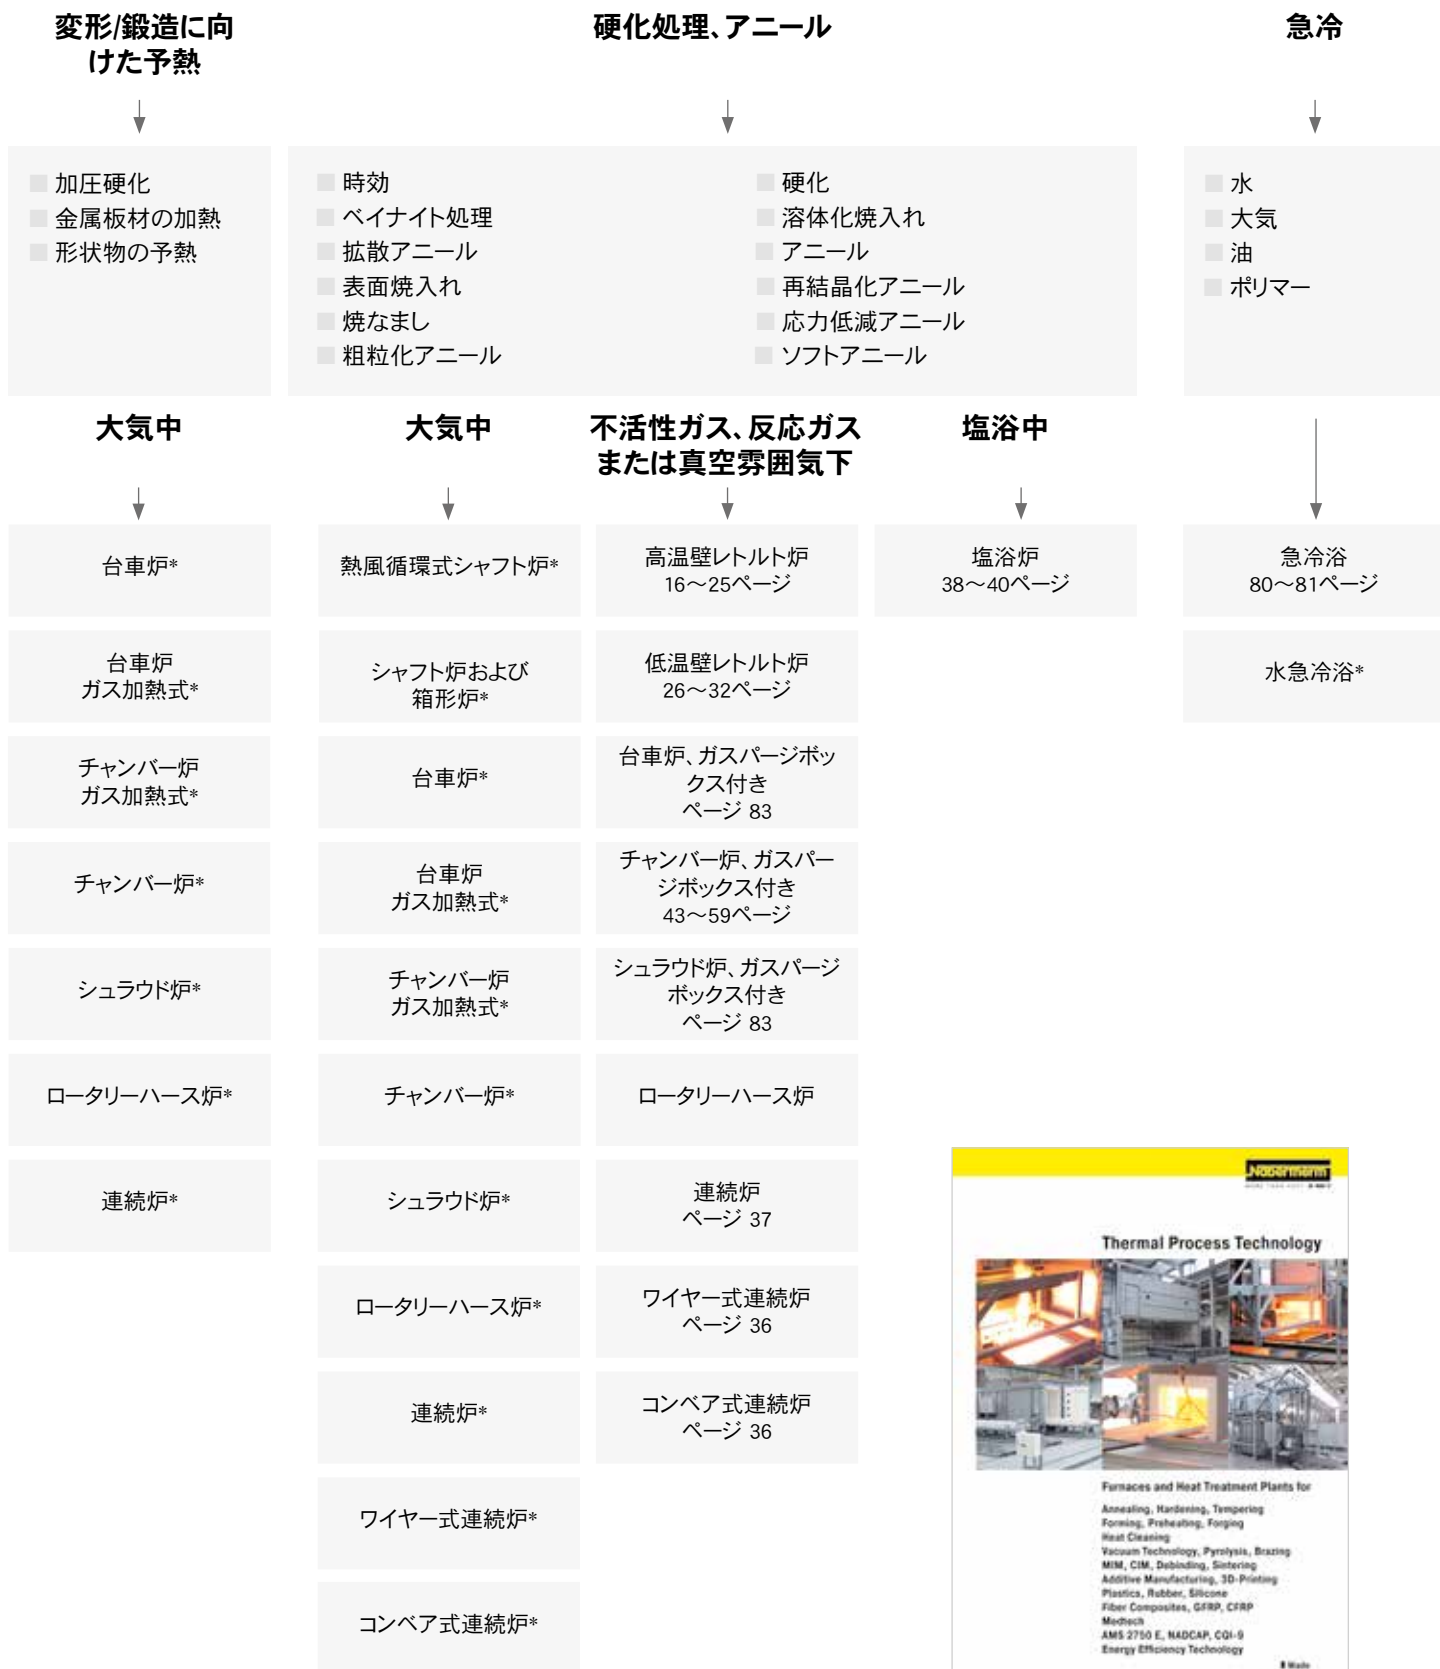 変形/鍛造に向
けた予熱
硬化処理、アニール
急冷
加圧硬化
金属板材の加熱
形状物の予熱
時効
ベイナイト処理
拡散アニール
表面焼入れ
焼なまし
粗粒化アニール
硬化
溶体化焼入れ
アニール
再結晶化アニール
応力低減アニール
ソフトアニール
水
大気
油
ポリマー
大気中
台車炉*
台車炉
ガス加熱式*
チャンバー炉
ガス加熱式*
チャンバー炉*
シュラウド炉*
ロータリーハース炉*
連続炉*
大気中
熱風循環式シャフト炉*
シャフト炉および
箱形炉*
台車炉*
台車炉
ガス加熱式*
チャンバー炉
ガス加熱式*
チャンバー炉*
シュラウド炉*
ロータリーハース炉*
連続炉*
ワイヤー式連続炉*
コンベア式連続炉*
不活性ガス、反応ガス
または真空雰囲気下
高温壁レトルト炉
16〜25ページ
低温壁レトルト炉
26〜32ページ
台車炉、ガスパージボッ
クス付き
ページ 83
チャンバー炉、ガスパー
ジボックス付き
43〜59ページ
シュラウド炉、ガスパージ
ボックス付き
ページ 83
ロータリーハース炉
連続炉
ページ 37
ワイヤー式連続炉
ページ 36
コンベア式連続炉
ページ 36
塩浴中
塩浴炉
38〜40ページ
急冷浴
80〜81ページ
水急冷浴*
Nabertherm
Thermal Process Technology
Furnaces and Heat Treatment Plants for
Annealing, Hardening, Tempering
Forming, Preheating, Forging
Heat Cleaning
Vacuum Technology, Pyrolysis, Brazing
MIM, CIM, Debinding, Sintering
Additive Manufacturing, 3D-Printing
Plastics, Rubber, Silicone
Fiber Composites, GFRP, CFRP
Medtech
AMS 2750 E, NADCAP, CQI-9
Energy Efficiency Technology
Made